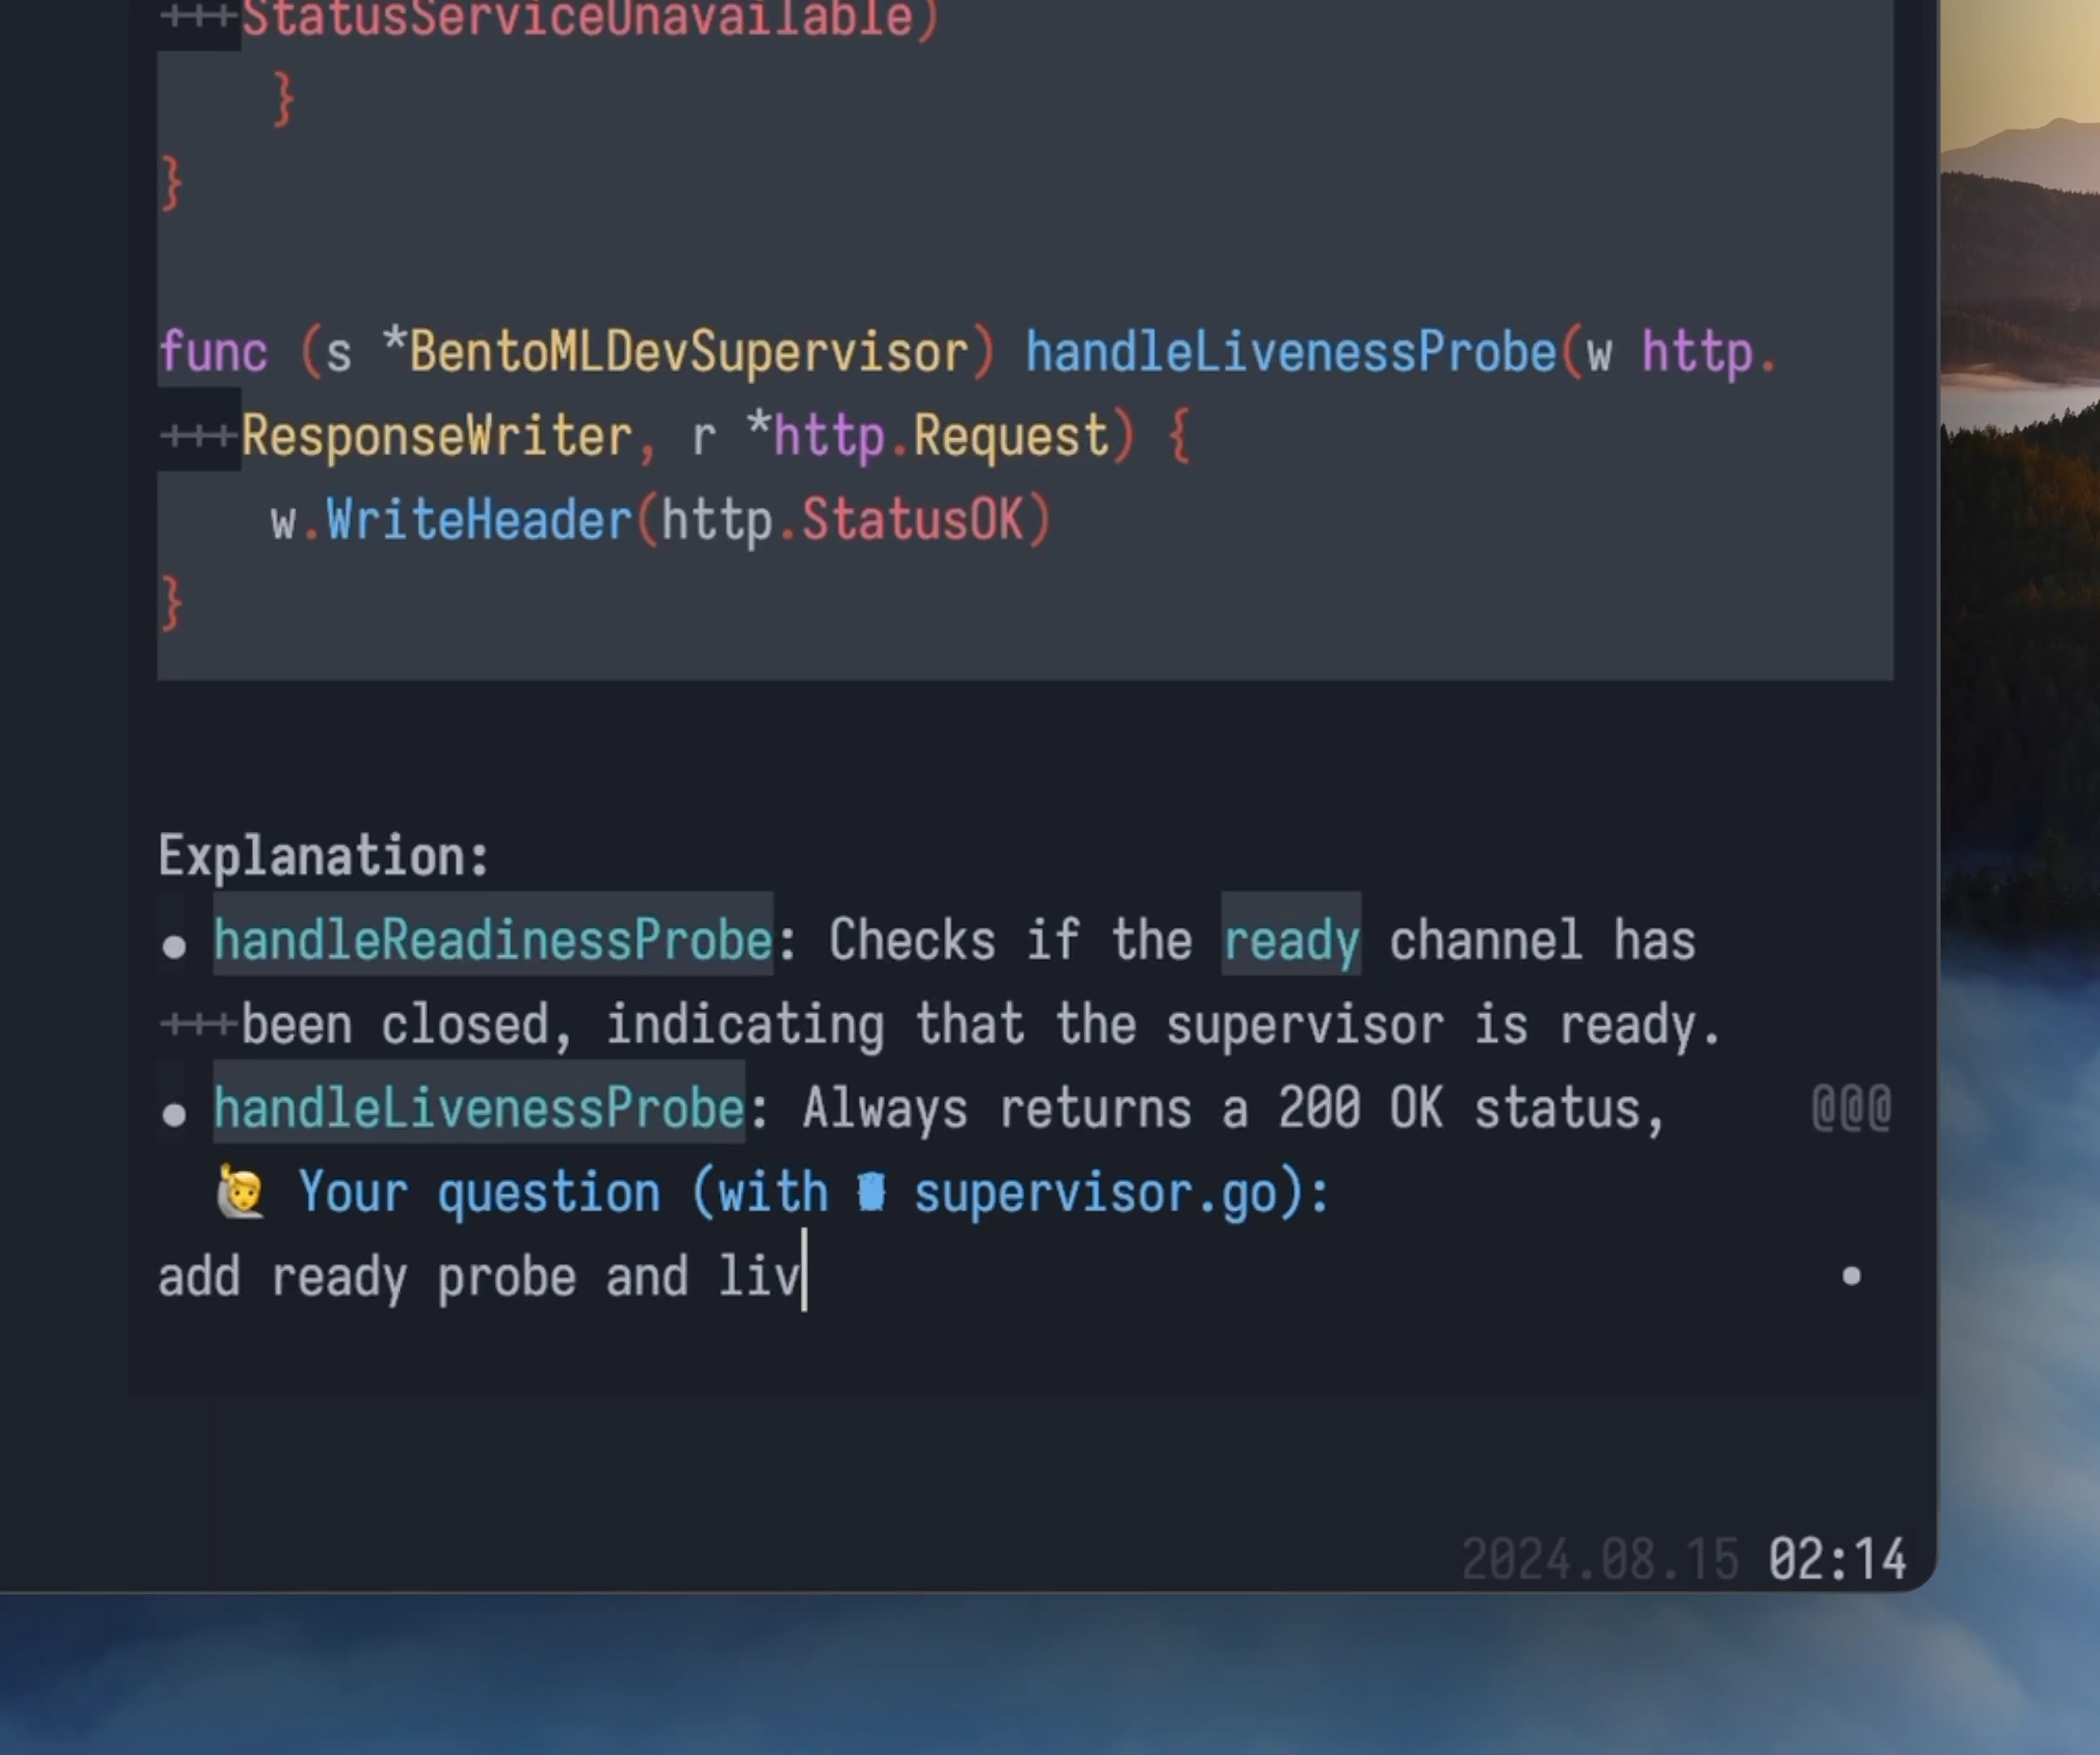 +++StatusServiceUnavailable)
    }
}
func (s *BentoMLDevSupervisor) handleLivenessProbe(w http.
+++ResponseWriter, r *http.Request) {
    w.WriteHeader(http.StatusOK)
}
Explanation:
● handleReadinessProbe: Checks if the ready channel has
+++been closed, indicating that the supervisor is ready.
● handleLivenessProbe: Always returns a 200 OK status, @@@
🙋 Your question (with supervisor.go):
add ready probe and liv
2024.08.15 02:14